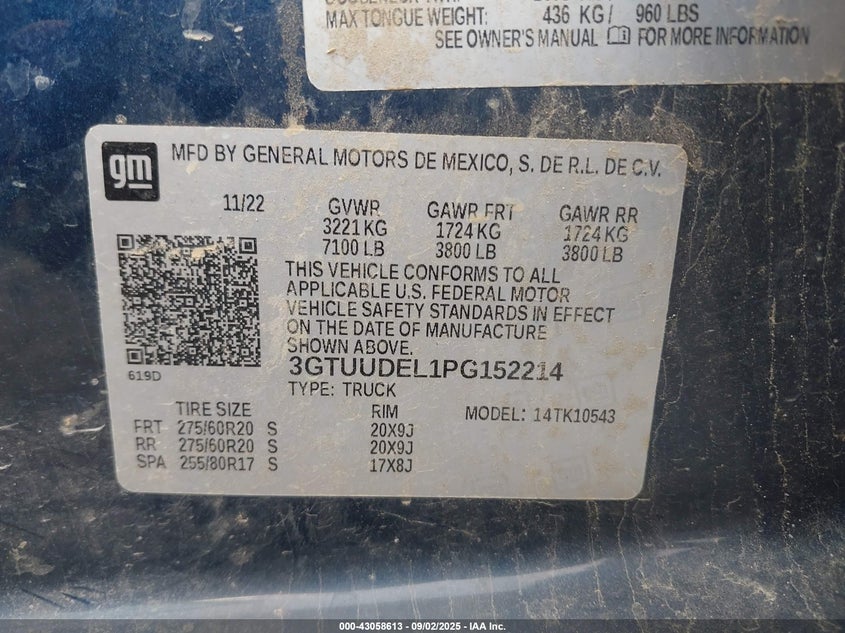 MAX TONGUE WEIGHT: 436 KG / 960 LBS
SEE OWNER'S MANUAL FOR MORE INFORMATION
gm MFD BY GENERAL MOTORS DE MEXICO, S. DE R.L. DE C.V.
11/22 GVWR GAWR FRT GAWR RR
3221 KG 1724 KG 1724 KG
7100 LB 3800 LB 3800 LB
THIS VEHICLE CONFORMS TO ALL
APPLICABLE U.S. FEDERAL MOTOR
VEHICLE SAFETY STANDARDS IN EFFECT
ON THE DATE OF MANUFACTURE
SHOWN ABOVE.
619D
3GTUUDEL1PG152214
TYPE: TRUCK
TIRE SIZE RIM MODEL: 14TK10543
FRT 275/60R20 S 20X9J
RR 275/60R20 S 20X9J
SPA 255/80R17 S 17X8J
000-43058613 - 09/02/2025 - IAA Inc.